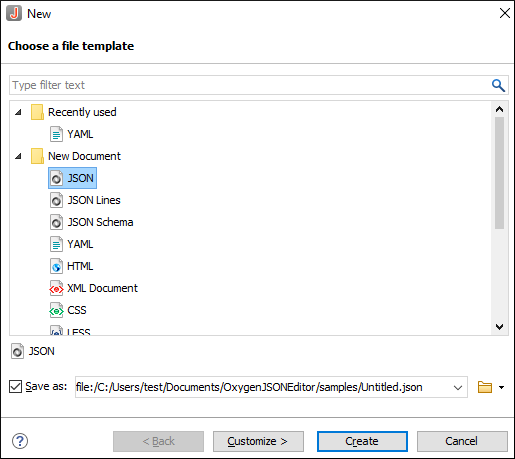 New
Choose a file template
Type filter text
Recently used
YAML
New Document
JSON
JSON Lines
JSON Schema
YAML
HTML
XML Document
CSS
LESS
JSON
Save as: file:/C:/Users/test/Documents/OxygenJSONEditor/samples/Untitled.json
? < Back Customize > Create Cancel